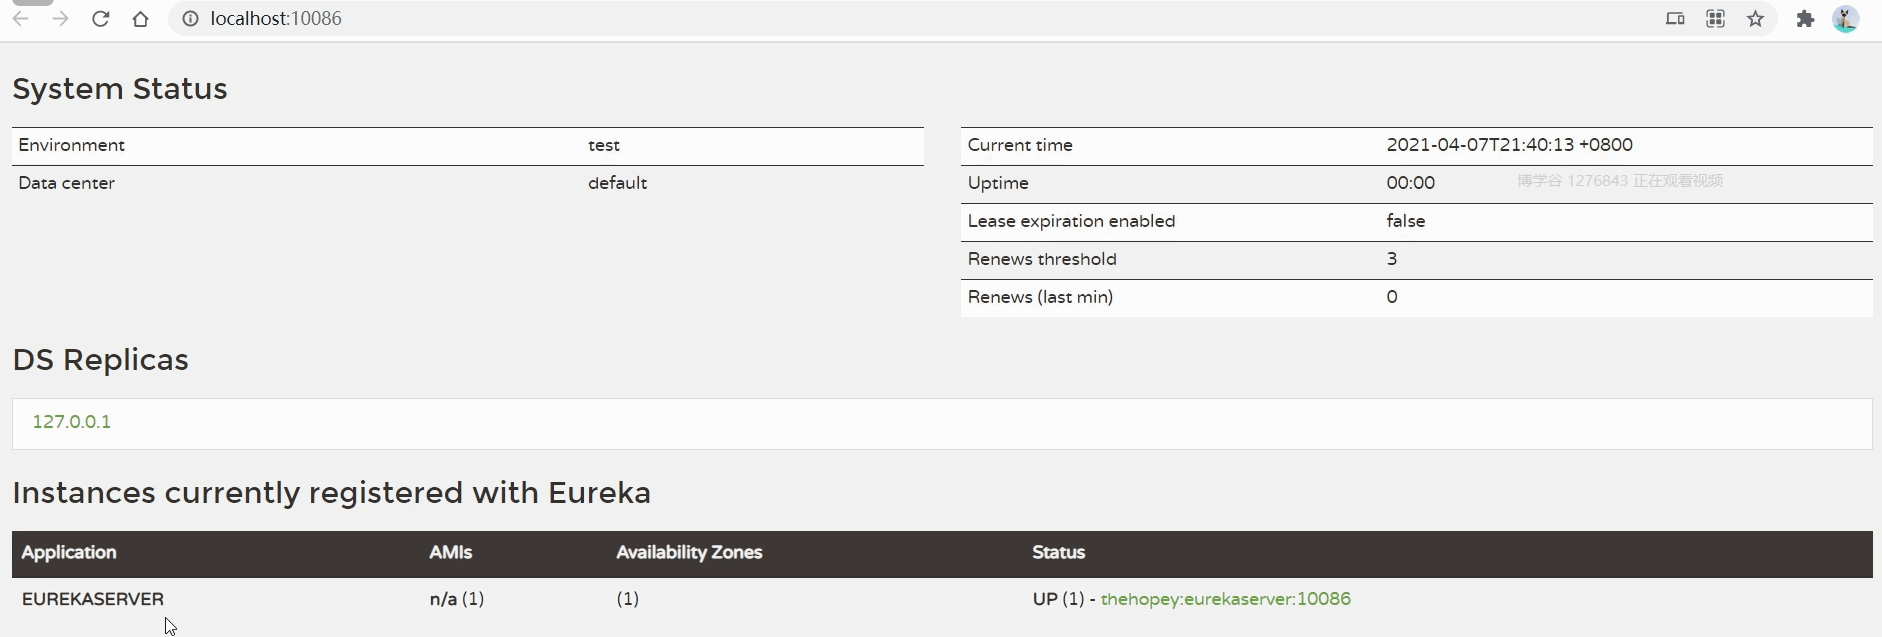 localhost:10086
System Status
Environment test
Data center default
Current time 2021-04-07T21:40:13 +0800
Uptime 00:00
博学谷 1276843 正在观看视频
Lease expiration enabled false
Renews threshold 3
Renews (last min) 0
DS Replicas
127.0.0.1
Instances currently registered with Eureka
Application AMIs Availability Zones Status
EUREKASERVER n/a (1) (1) UP (1) - thehopey:eurekaserver:10086